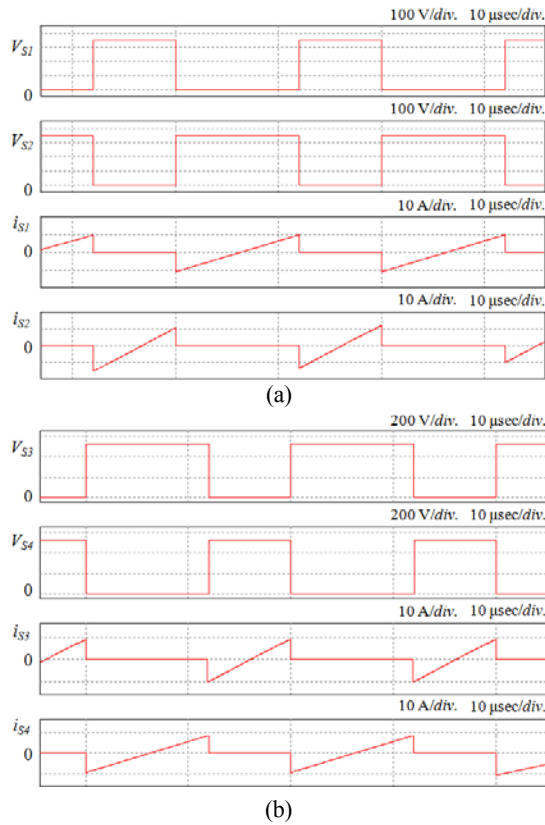 100 V/div. 10 μsec/div.
VS1
0
100 V/div. 10 μsec/div.
VS2
0
10 A/div. 10 μsec/div.
iS1
0
10 A/div. 10 μsec/div.
iS2
0
(a)
200 V/div. 10 μsec/div.
VS3
0
200 V/div. 10 μsec/div.
VS4
0
10 A/div. 10 μsec/div.
iS3
0
10 A/div. 10 μsec/div.
iS4
0
(b)